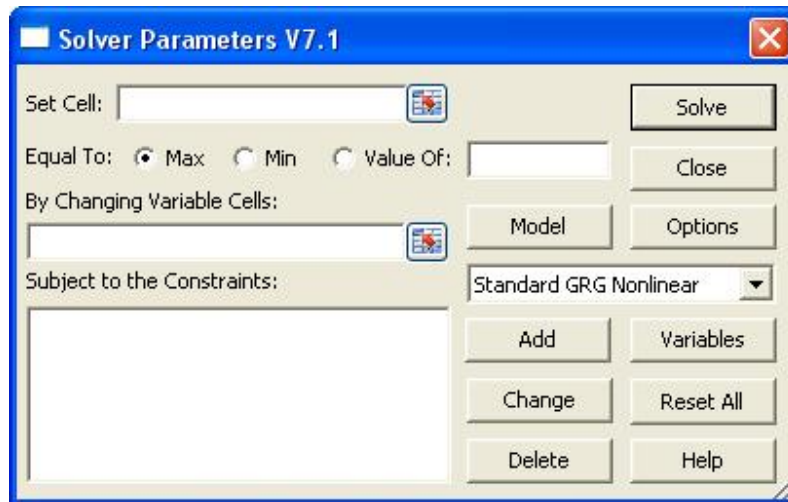 Solver Parameters V7.1
Set Cell:
Solve
Equal To: Max Min Value Of:
Close
By Changing Variable Cells:
Model
Options
Subject to the Constraints:
Standard GRG Nonlinear
Add
Variables
Change
Reset All
Delete
Help